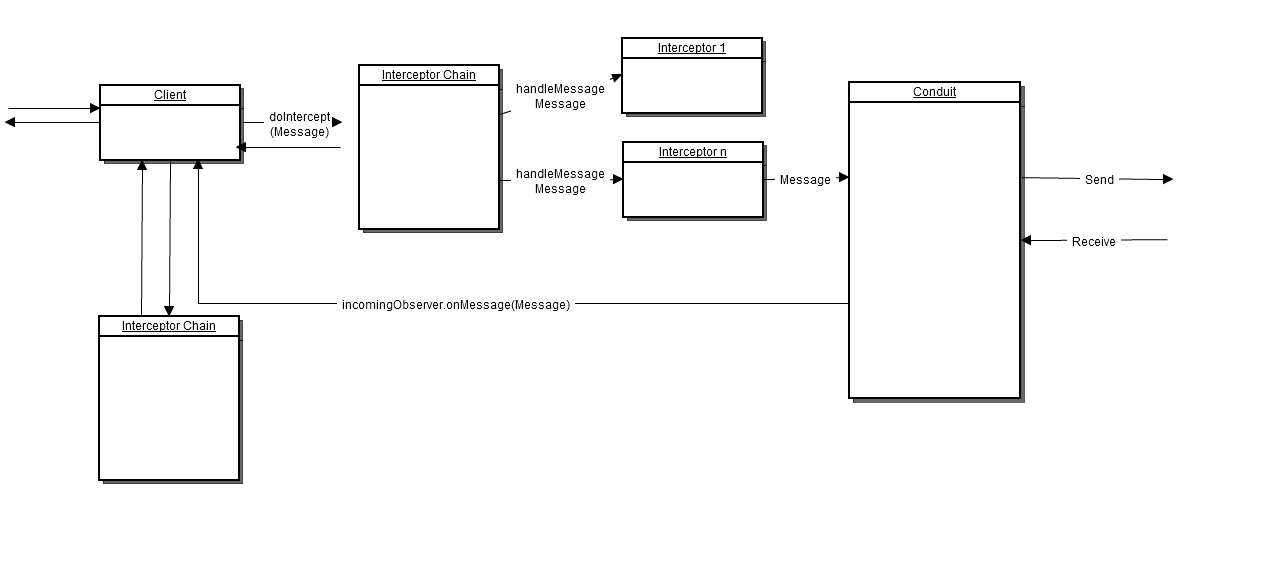 Interceptor 1
Interceptor Chain
Client
handleMessage
Message
Conduit
doIntercept
(Message)
Interceptor n
handleMessage
Message
Message
Send
Receive
incomingObserver.onMessage(Message)
Interceptor Chain